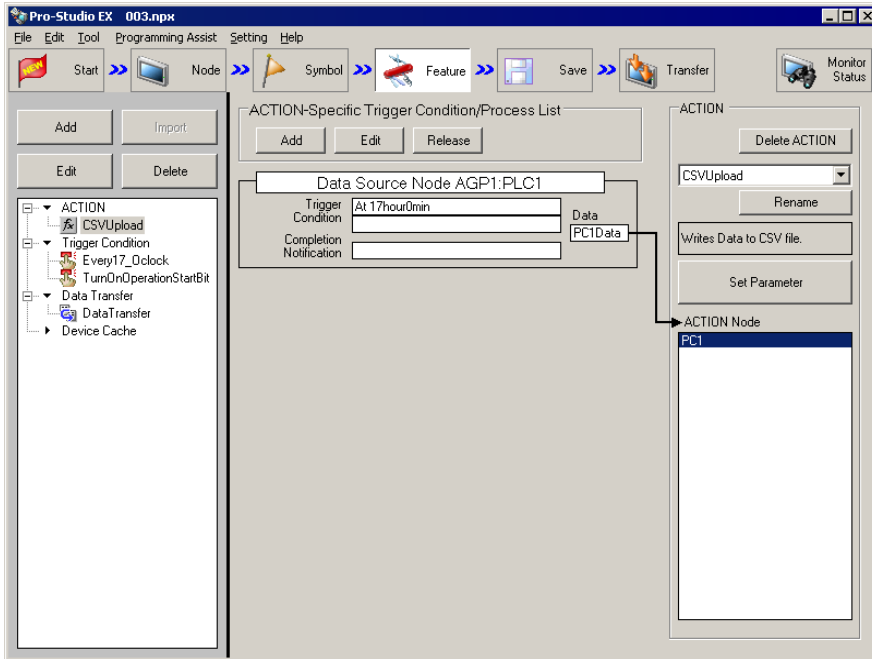 Pro-Studio EX 003.npx
File Edit Tool Programming Assist Setting Help
NEW Start Node Symbol Feature Save Transfer Monitor Status
Add Import
Edit Delete
ACTION
CSVUpload
Trigger Condition
Every17_0clock
TurnOnOperationStartBit
Data Transfer
DataTransfer
Device Cache
ACTION-Specific Trigger Condition/Process List
Add Edit Release
Data Source Node AGP1:PLC1
Trigger Condition At 17hour0min
Data
PC1Data
Completion Notification
ACTION
Delete ACTION
CSVUpload
Rename
Writes Data to CSV file.
Set Parameter
ACTION Node
PC1